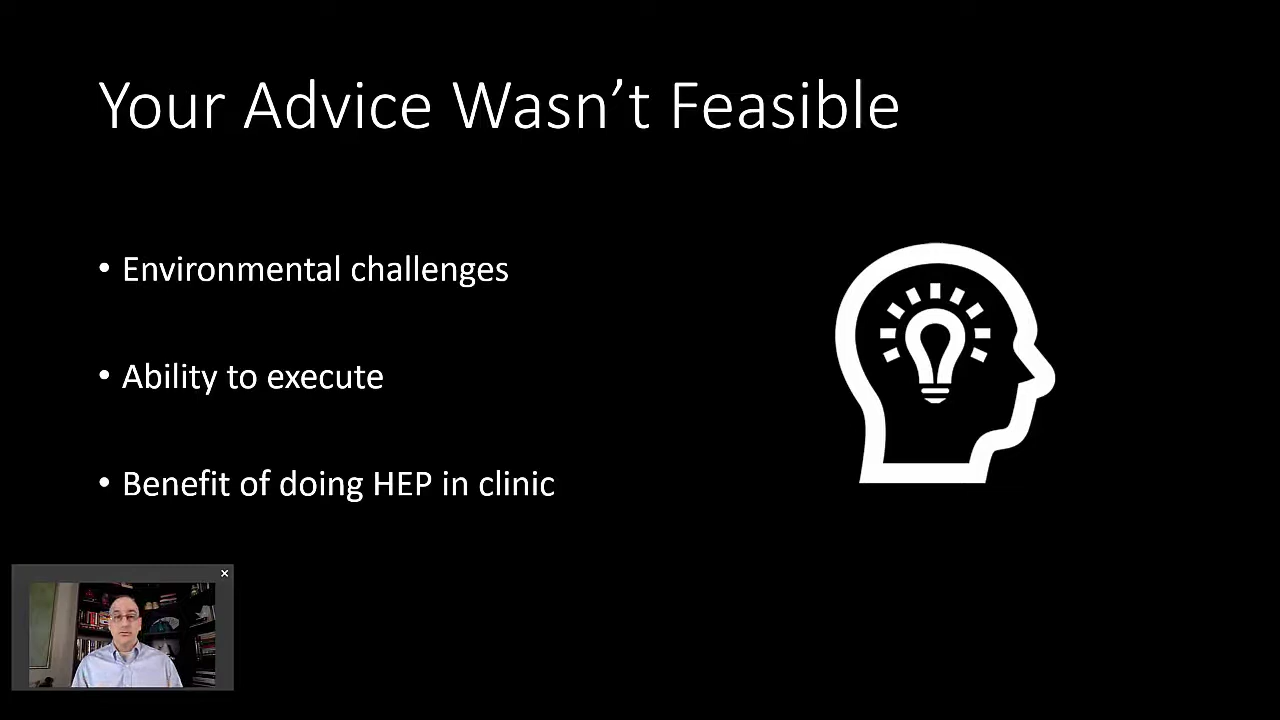 Your Advice Wasn’t Feasible
• Environmental challenges
• Ability to execute
• Benefit of doing HEP in clinic